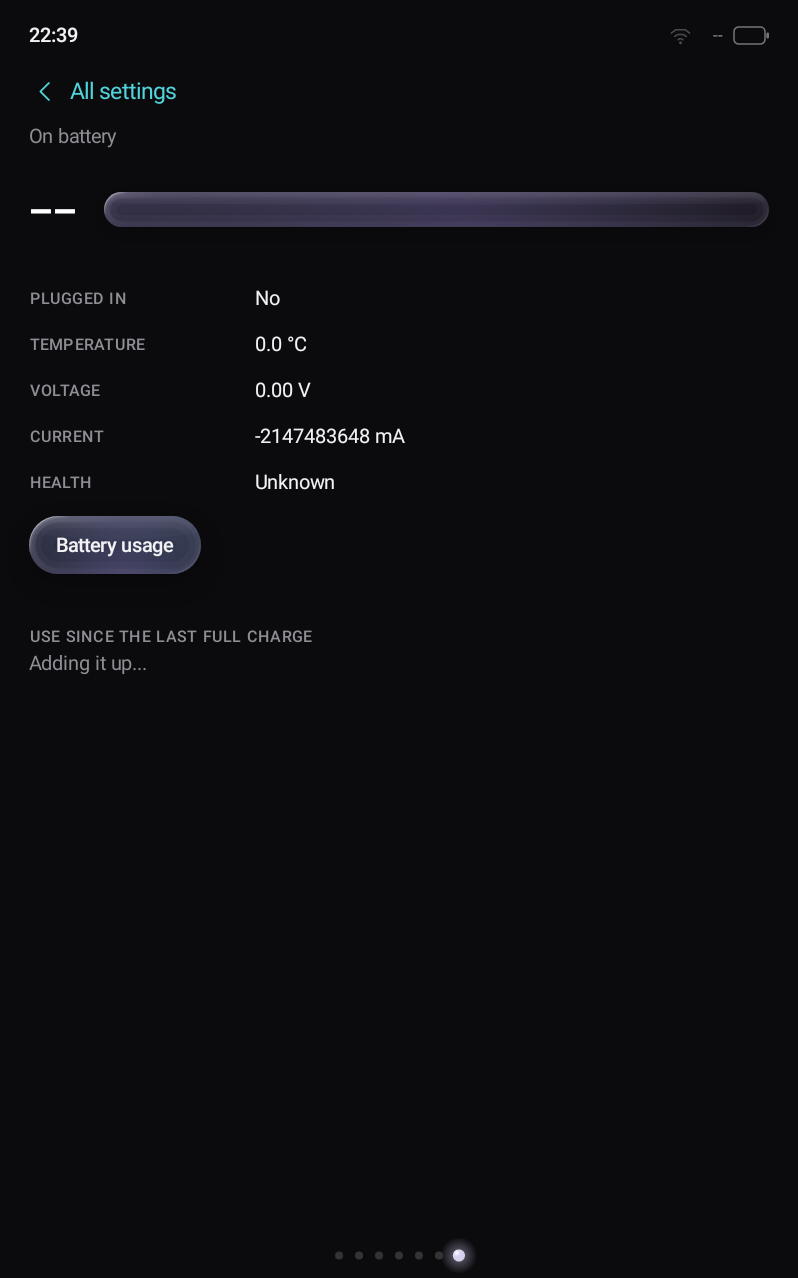 22:39
--
All settings
On battery
--
PLUGGED IN No
TEMPERATURE 0.0 °C
VOLTAGE 0.00 V
CURRENT -2147483648 mA
HEALTH Unknown
Battery usage
USE SINCE THE LAST FULL CHARGE
Adding it up...